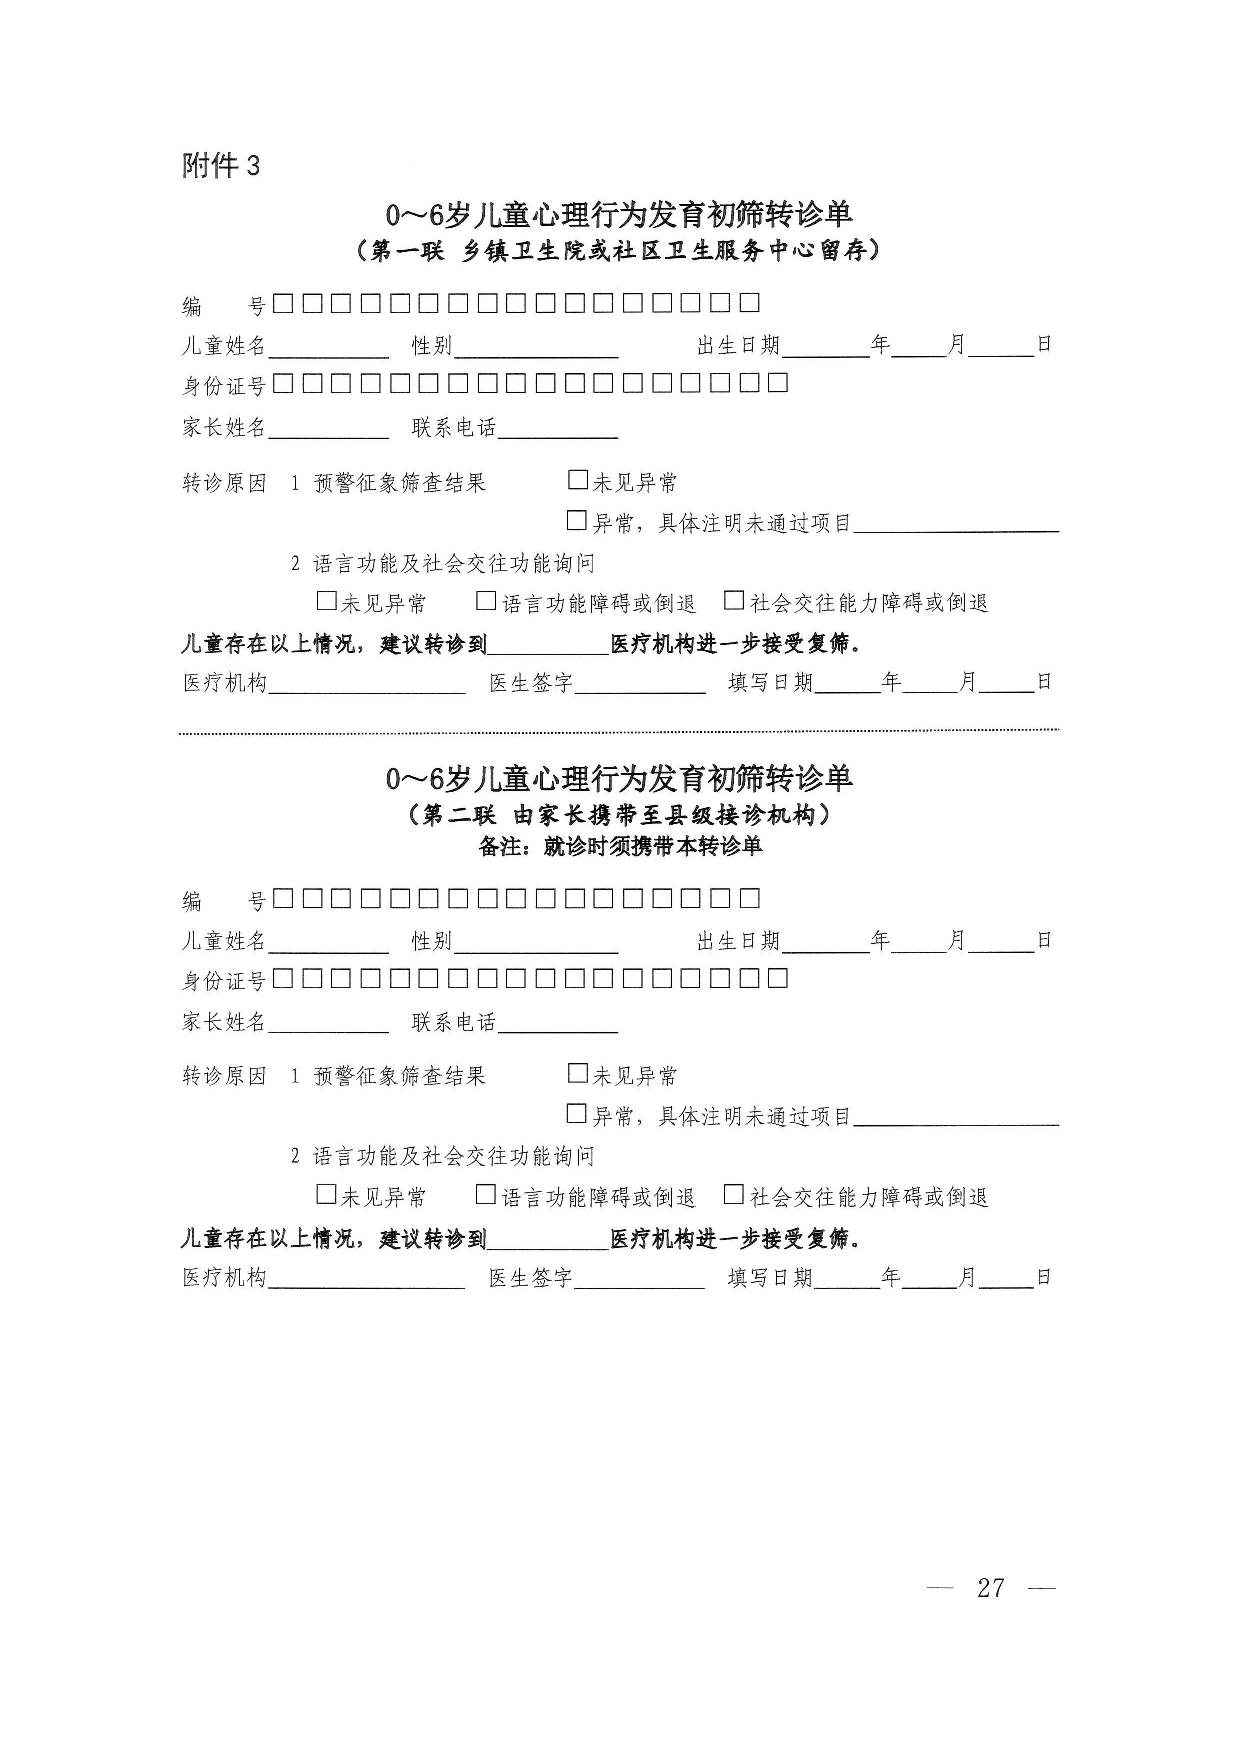 附件 3
0～6岁儿童心理行为发育初筛转诊单
（第一联 乡镇卫生院或社区卫生服务中心留存）
编 号□□□□□□□□□□□□□□□□□
儿童姓名__________ 性别______________ 出生日期_______年____月_____日
身份证号□□□□□□□□□□□□□□□□□□
家长姓名__________ 联系电话__________
转诊原因 1 预警征象筛查结果 □未见异常
□异常，具体注明未通过项目_________________
2 语言功能及社会交往功能询问
□未见异常 □语言功能障碍或倒退 □社会交往能力障碍或倒退
儿童存在以上情况，建议转诊到__________医疗机构进一步接受复筛。
医疗机构________________ 医生签字___________ 填写日期_____年____月____日
0～6岁儿童心理行为发育初筛转诊单
（第二联 由家长携带至县级接诊机构）
备注：就诊时须携带本转诊单
编 号□□□□□□□□□□□□□□□□□
儿童姓名__________ 性别______________ 出生日期_______年____月_____日
身份证号□□□□□□□□□□□□□□□□□□
家长姓名__________ 联系电话__________
转诊原因 1 预警征象筛查结果 □未见异常
□异常，具体注明未通过项目_________________
2 语言功能及社会交往功能询问
□未见异常 □语言功能障碍或倒退 □社会交往能力障碍或倒退
儿童存在以上情况，建议转诊到__________医疗机构进一步接受复筛。
医疗机构________________ 医生签字___________ 填写日期_____年____月____日
— 27 —